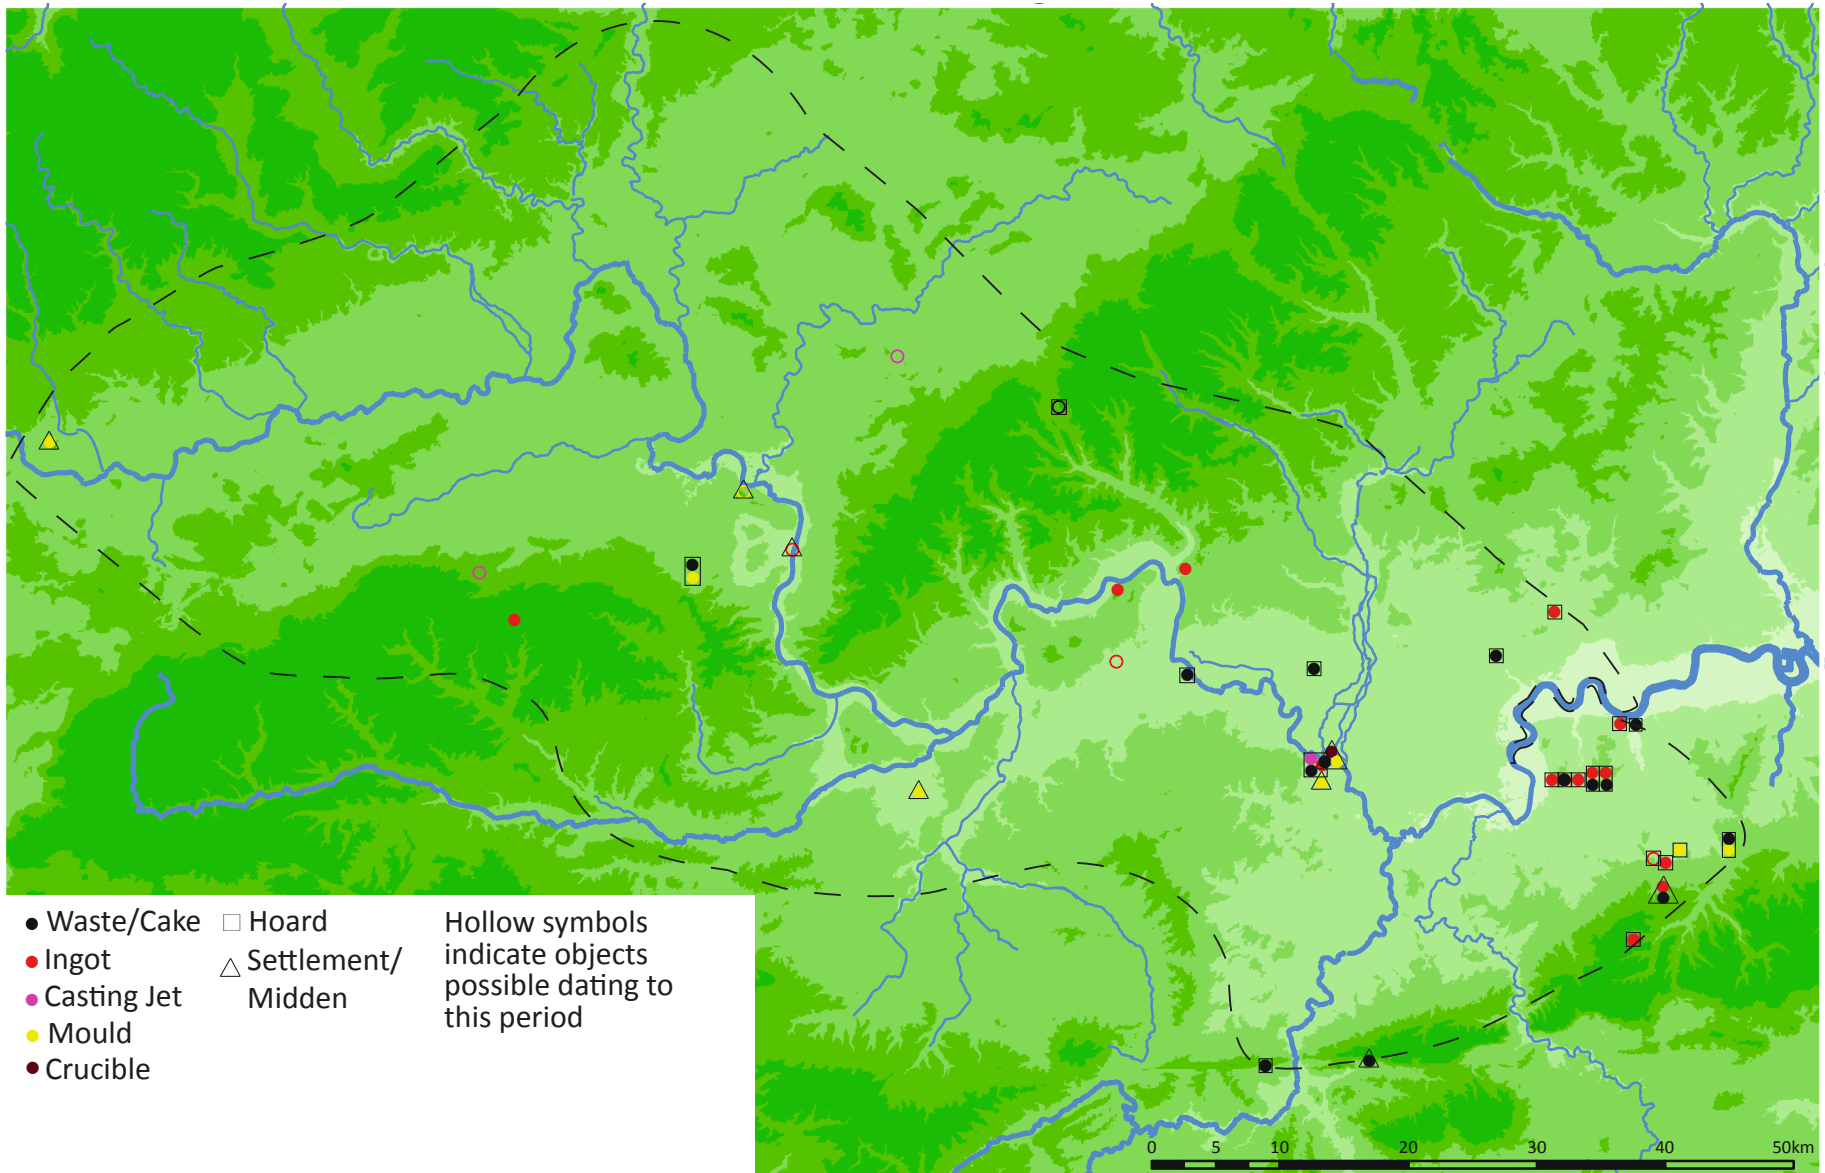 Waste/Cake
Ingot
Casting Jet
Mould
Crucible
Hoard
Settlement/
Midden
Hollow symbols
indicate objects
possible dating to
this period
0 5 10 20 30 40 50km